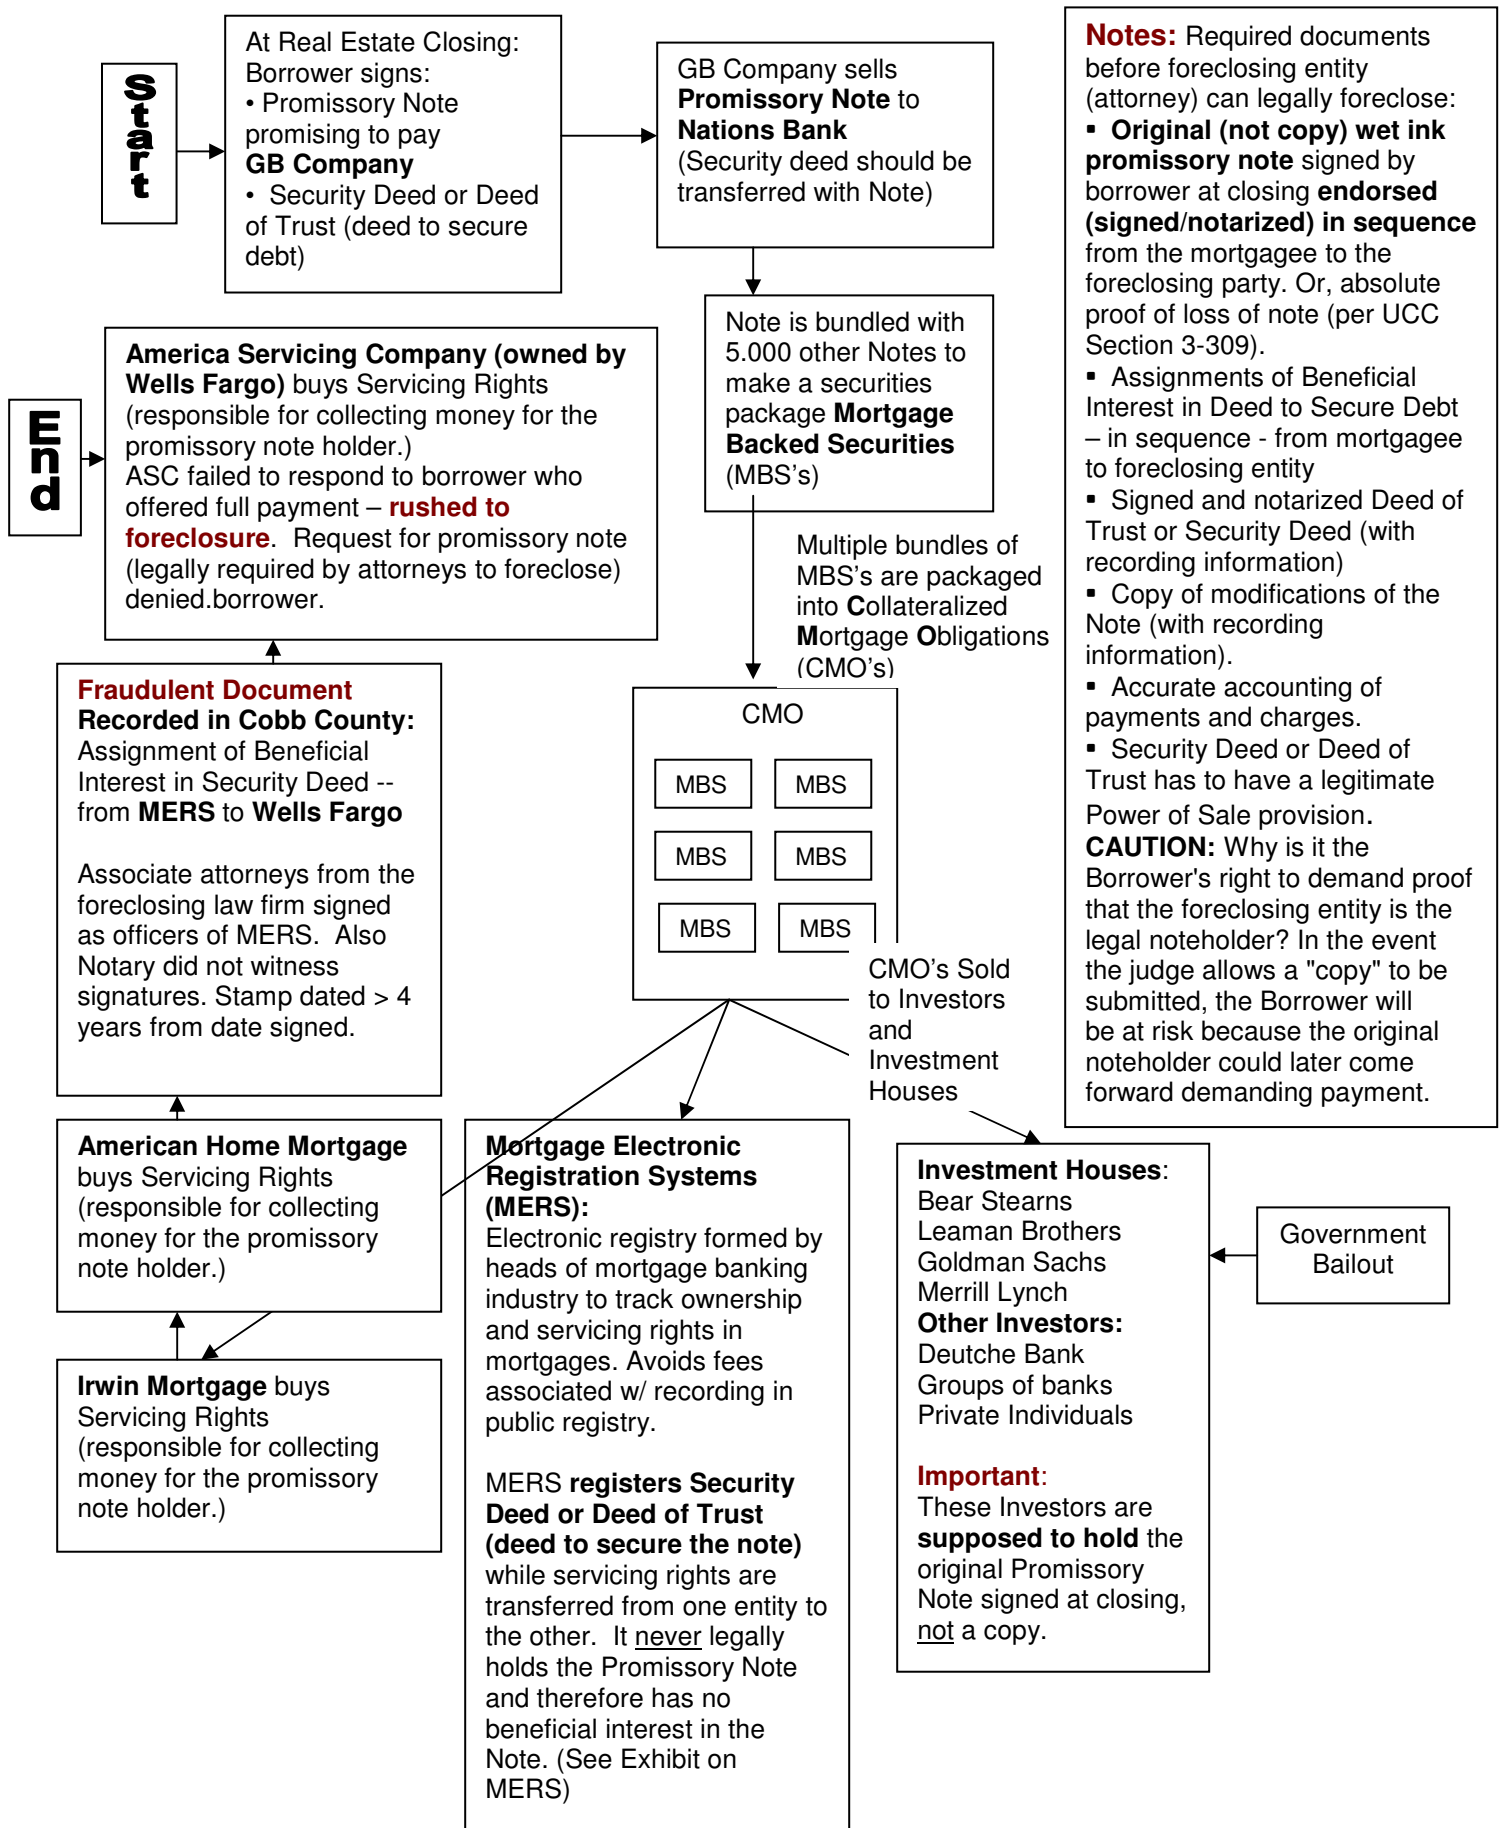 Start
At Real Estate Closing:
Borrower signs:
• Promissory Note
promising to pay
GB Company
• Security Deed or Deed
of Trust (deed to secure
debt)
GB Company sells
Promissory Note to
Nations Bank
(Security deed should be
transferred with Note)
Note is bundled with
5.000 other Notes to
make a securities
package Mortgage
Backed Securities
(MBS's)
Multiple bundles of
MBS's are packaged
into Collateralized
Mortgage Obligations
(CMO's)
CMO
MBS
MBS
MBS
MBS
MBS
MBS
CMO's Sold
to Investors
and
Investment
Houses
Investment Houses:
Bear Stearns
Leaman Brothers
Goldman Sachs
Merrill Lynch
Other Investors:
Deutche Bank
Groups of banks
Private Individuals
Important:
These Investors are
supposed to hold the
original Promissory
Note signed at closing,
not a copy.
Government
Bailout
Mortgage Electronic
Registration Systems
(MERS):
Electronic registry formed by
heads of mortgage banking
industry to track ownership
and servicing rights in
mortgages. Avoids fees
associated w/ recording in
public registry.
MERS registers Security
Deed or Deed of Trust
(deed to secure the note)
while servicing rights are
transferred from one entity to
the other.  It never legally
holds the Promissory Note
and therefore has no
beneficial interest in the
Note. (See Exhibit on
MERS)
Irwin Mortgage buys
Servicing Rights
(responsible for collecting
money for the promissory
note holder.)
American Home Mortgage
buys Servicing Rights
(responsible for collecting
money for the promissory
note holder.)
Fraudulent Document
Recorded in Cobb County:
Assignment of Beneficial
Interest in Security Deed --
from MERS to Wells Fargo
Associate attorneys from the
foreclosing law firm signed
as officers of MERS.  Also
Notary did not witness
signatures. Stamp dated > 4
years from date signed.
End
America Servicing Company (owned by
Wells Fargo) buys Servicing Rights
(responsible for collecting money for the
promissory note holder.)
ASC failed to respond to borrower who
offered full payment – rushed to
foreclosure.  Request for promissory note
(legally required by attorneys to foreclose)
denied.borrower.
Notes: Required documents
before foreclosing entity
(attorney) can legally foreclose:
▪ Original (not copy) wet ink
promissory note signed by
borrower at closing endorsed
(signed/notarized) in sequence
from the mortgagee to the
foreclosing party. Or, absolute
proof of loss of note (per UCC
Section 3-309).
▪ Assignments of Beneficial
Interest in Deed to Secure Debt
– in sequence - from mortgagee
to foreclosing entity
▪ Signed and notarized Deed of
Trust or Security Deed (with
recording information)
▪ Copy of modifications of the
Note (with recording
information).
▪ Accurate accounting of
payments and charges.
▪ Security Deed or Deed of
Trust has to have a legitimate
Power of Sale provision.
CAUTION: Why is it the
Borrower's right to demand proof
that the foreclosing entity is the
legal noteholder? In the event
the judge allows a "copy" to be
submitted, the Borrower will
be at risk because the original
noteholder could later come
forward demanding payment.